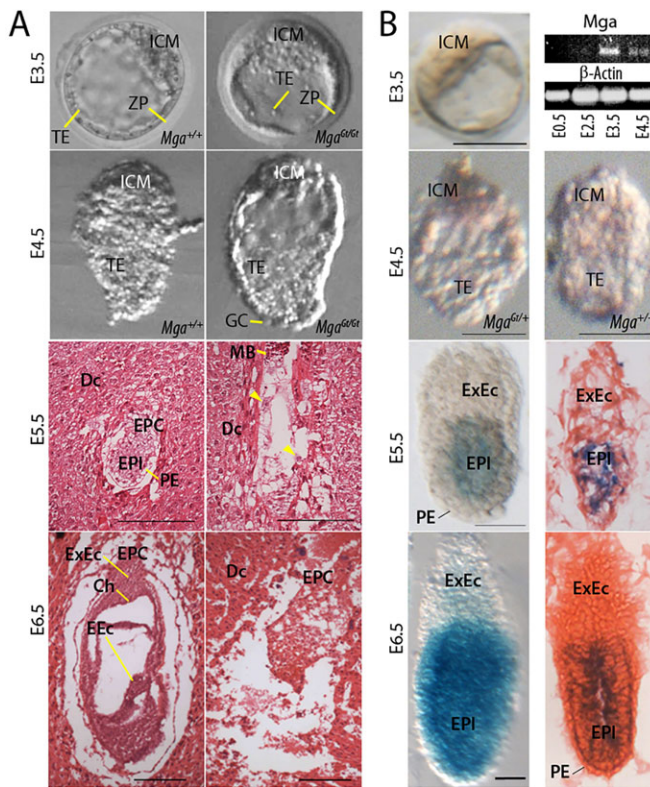 A
E3.5
ICM
TE
ZP
Mga+/+
ICM
TE
ZP
MgaGt/Gt
E4.5
ICM
TE
Mga+/+
ICM
TE
GC
MgaGt/Gt
E5.5
Dc
EPC
EPI
PE
MB
Dc
E6.5
ExEc
EPC
Ch
EEc
Dc
EPC
B
E3.5
ICM
Mga
β-Actin
E0.5
E2.5
E3.5
E4.5
E4.5
ICM
TE
MgaGt/+
ICM
TE
Mga+/+
E5.5
ExEc
EPI
PE
ExEc
EPI
E6.5
ExEc
EPI
ExEc
EPI
PE